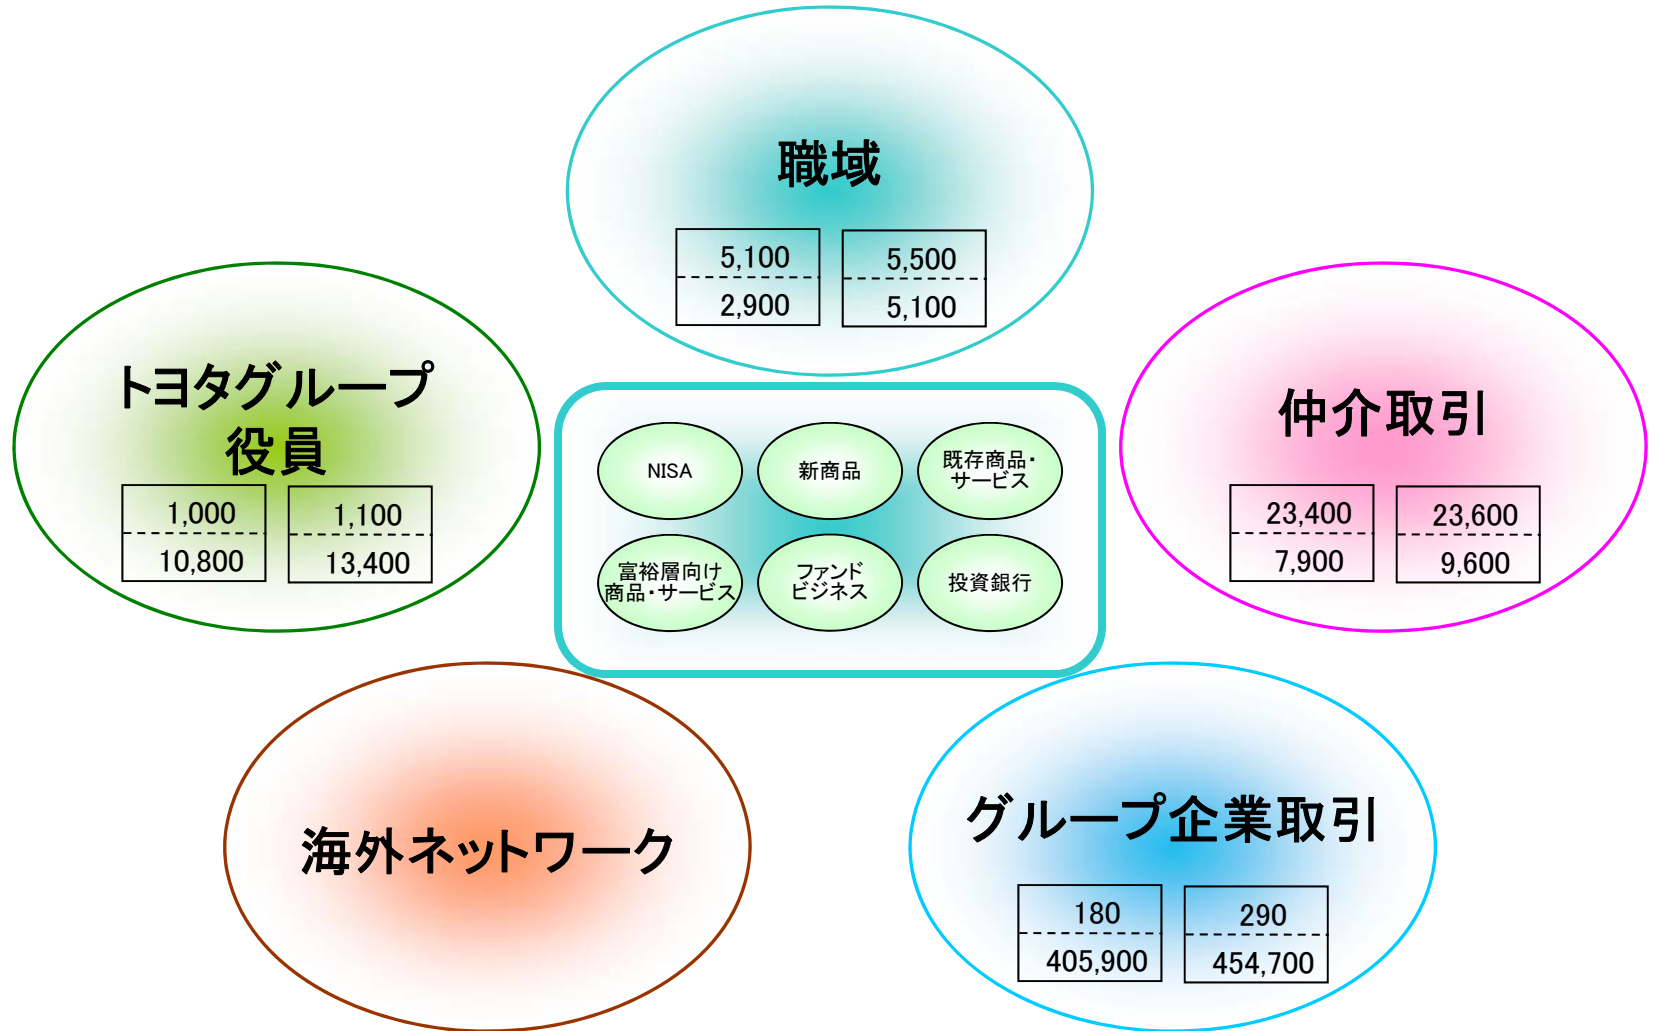 職域
5,100
2,900
5,500
5,100
トヨタグループ
役員
1,000
10,800
1,100
13,400
仲介取引
23,400
7,900
23,600
9,600
NISA
新商品
既存商品・
サービス
富裕層向け
商品・サービス
ファンド
ビジネス
投資銀行
海外ネットワーク
グループ企業取引
180
405,900
290
454,700